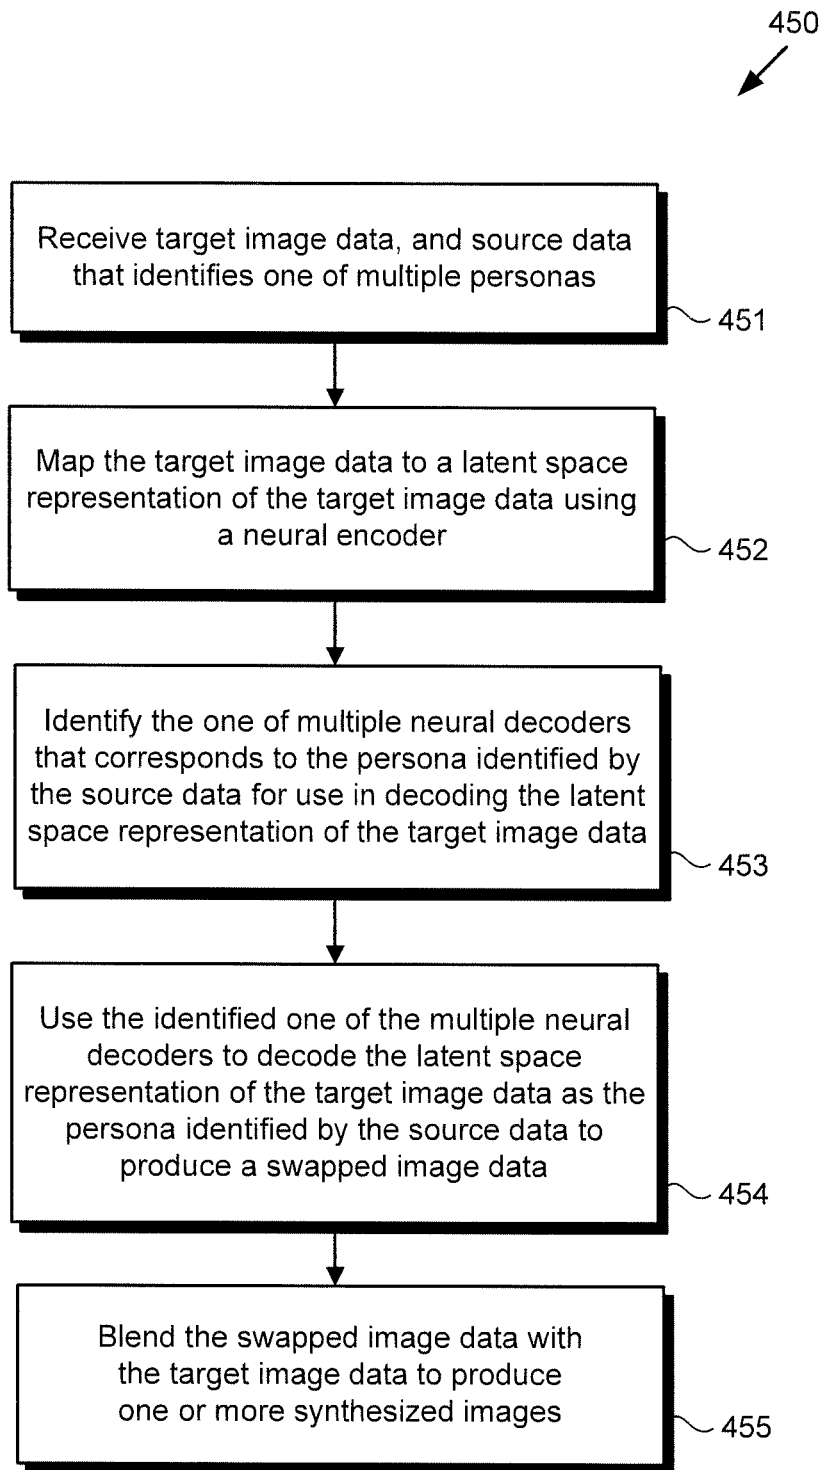 450
Receive target image data, and source data
that identifies one of multiple personas
451
Map the target image data to a latent space
representation of the target image data using
a neural encoder
452
Identify the one of multiple neural decoders
that corresponds to the persona identified by
the source data for use in decoding the latent
space representation of the target image data
453
Use the identified one of the multiple neural
decoders to decode the latent space
representation of the target image data as the
persona identified by the source data to
produce a swapped image data
454
Blend the swapped image data with
the target image data to produce
one or more synthesized images
455